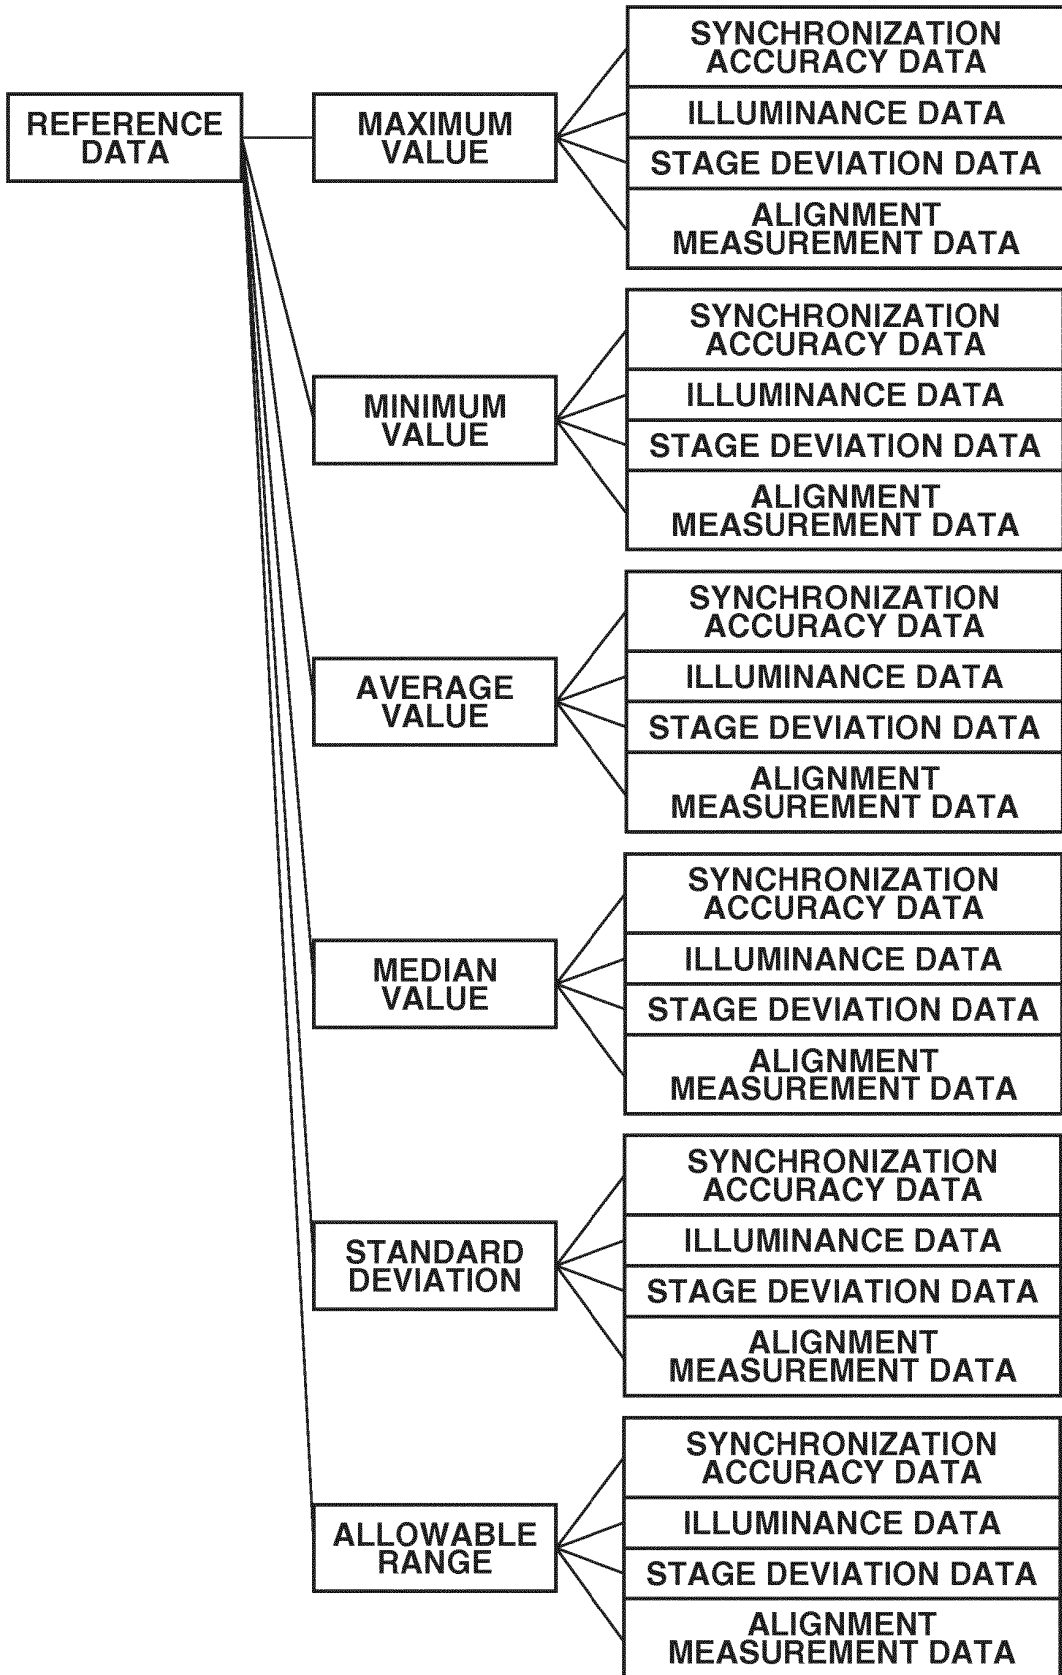 REFERENCE
DATA
MAXIMUM
VALUE
SYNCHRONIZATION
ACCURACY DATA
ILLUMINANCE DATA
STAGE DEVIATION DATA
ALIGNMENT
MEASUREMENT DATA
MINIMUM
VALUE
SYNCHRONIZATION
ACCURACY DATA
ILLUMINANCE DATA
STAGE DEVIATION DATA
ALIGNMENT
MEASUREMENT DATA
AVERAGE
VALUE
SYNCHRONIZATION
ACCURACY DATA
ILLUMINANCE DATA
STAGE DEVIATION DATA
ALIGNMENT
MEASUREMENT DATA
MEDIAN
VALUE
SYNCHRONIZATION
ACCURACY DATA
ILLUMINANCE DATA
STAGE DEVIATION DATA
ALIGNMENT
MEASUREMENT DATA
STANDARD
DEVIATION
SYNCHRONIZATION
ACCURACY DATA
ILLUMINANCE DATA
STAGE DEVIATION DATA
ALIGNMENT
MEASUREMENT DATA
ALLOWABLE
RANGE
SYNCHRONIZATION
ACCURACY DATA
ILLUMINANCE DATA
STAGE DEVIATION DATA
ALIGNMENT
MEASUREMENT DATA